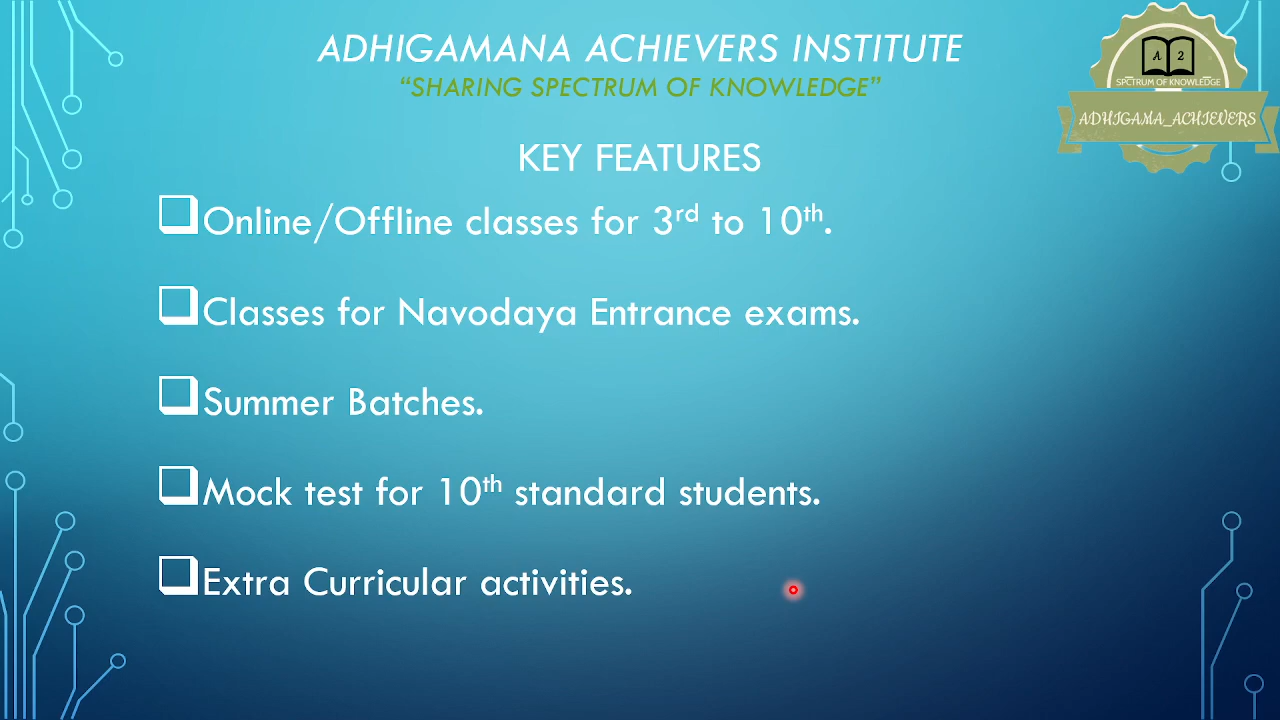 ADHIGAMANA ACHIEVERS INSTITUTE
“SHARING SPECTRUM OF KNOWLEDGE”
A 2
SPCTRUM OF KNOWLEDGE
ADHIGAMA_ACHIEVERS
KEY FEATURES
Online/Offline classes for 3rd to 10th.
Classes for Navodaya Entrance exams.
Summer Batches.
Mock test for 10th standard students.
Extra Curricular activities.